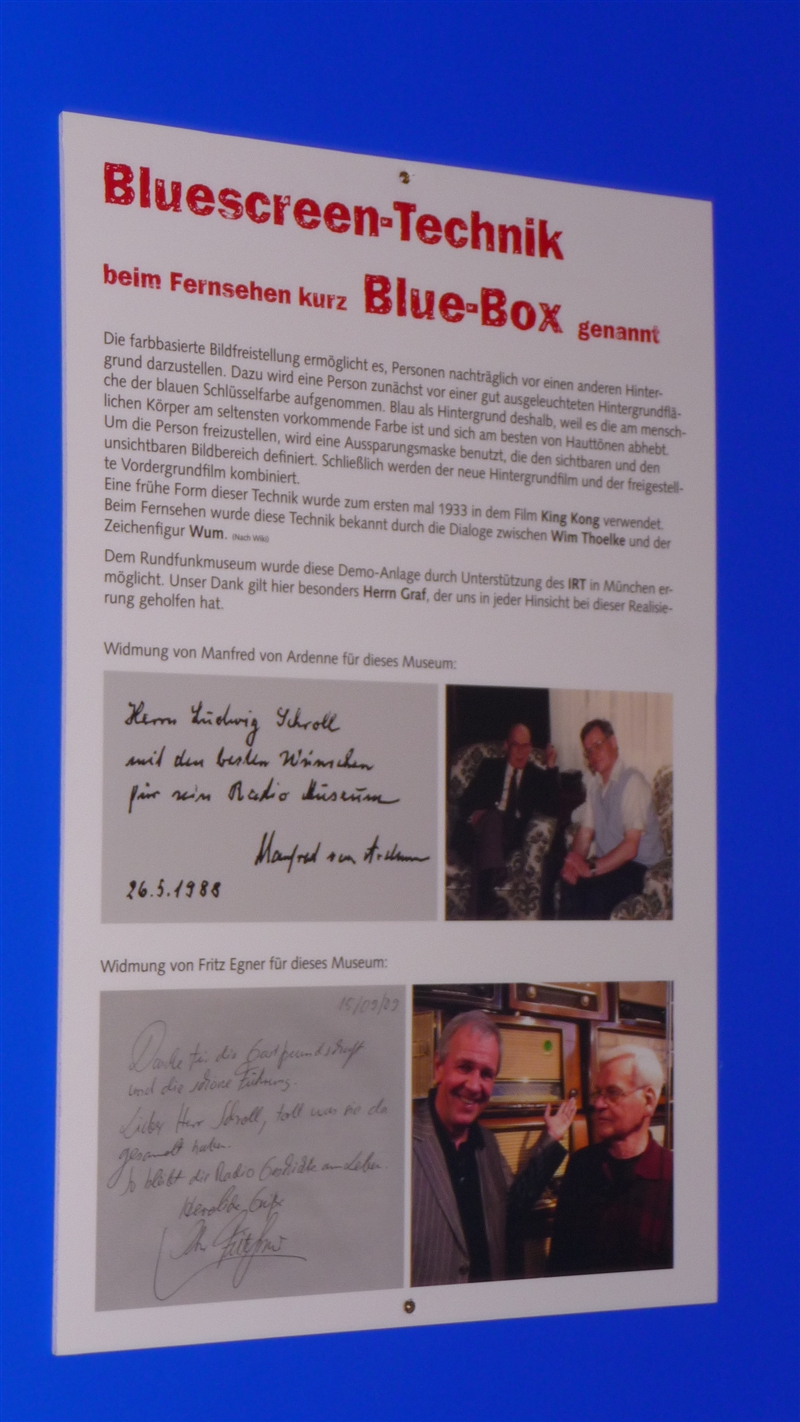 Bluescreen-Technik
beim Fernsehen kurz Blue-Box genannt
Die farbbasierte Bildfreistellung ermöglicht es, Personen nachträglich vor einen anderen Hinter-
grund darzustellen. Dazu wird eine Person zunächst vor einer gut ausgeleuchteten Hintergrundflä-
che der blauen Schlüsselfarbe aufgenommen. Blau als Hintergrund deshalb, weil es die am mensch-
lichen Körper am seltensten vorkommende Farbe ist und sich am besten von Hauttönen abhebt.
Um die Person freizustellen, wird eine Aussparungsmaske benutzt, die den sichtbaren und den
unsichtbaren Bildbereich definiert. Schließlich werden der neue Hintergrundfilm und der freigestell-
te Vordergrundfilm kombiniert.
Eine frühe Form dieser Technik wurde zum ersten mal 1933 in dem Film King Kong verwendet.
Beim Fernsehen wurde diese Technik bekannt durch die Dialoge zwischen Wim Thoelke und der
Zeichenfigur Wum. (Nach Wiki)
Dem Rundfunkmuseum wurde diese Demo-Anlage durch Unterstützung des IRT in München er-
möglicht. Unser Dank gilt hier besonders Herrn Graf, der uns in jeder Hinsicht bei dieser Realisie-
rung geholfen hat.
Widmung von Manfred von Ardenne für dieses Museum:
Herrn Ludwig Schroll
mit den besten Wünschen
für sein Radio Museum
Manfred von Ardenne
26.5.1988
Widmung von Fritz Egner für dieses Museum:
15/09/09
Danke für die Gastfreundschaft
und die schöne Führung.
Lieber Herr Schroll, toll was sie da
gesammelt haben.
So bleibt die Radio Geschichte am Leben.
Herzliche Grüße